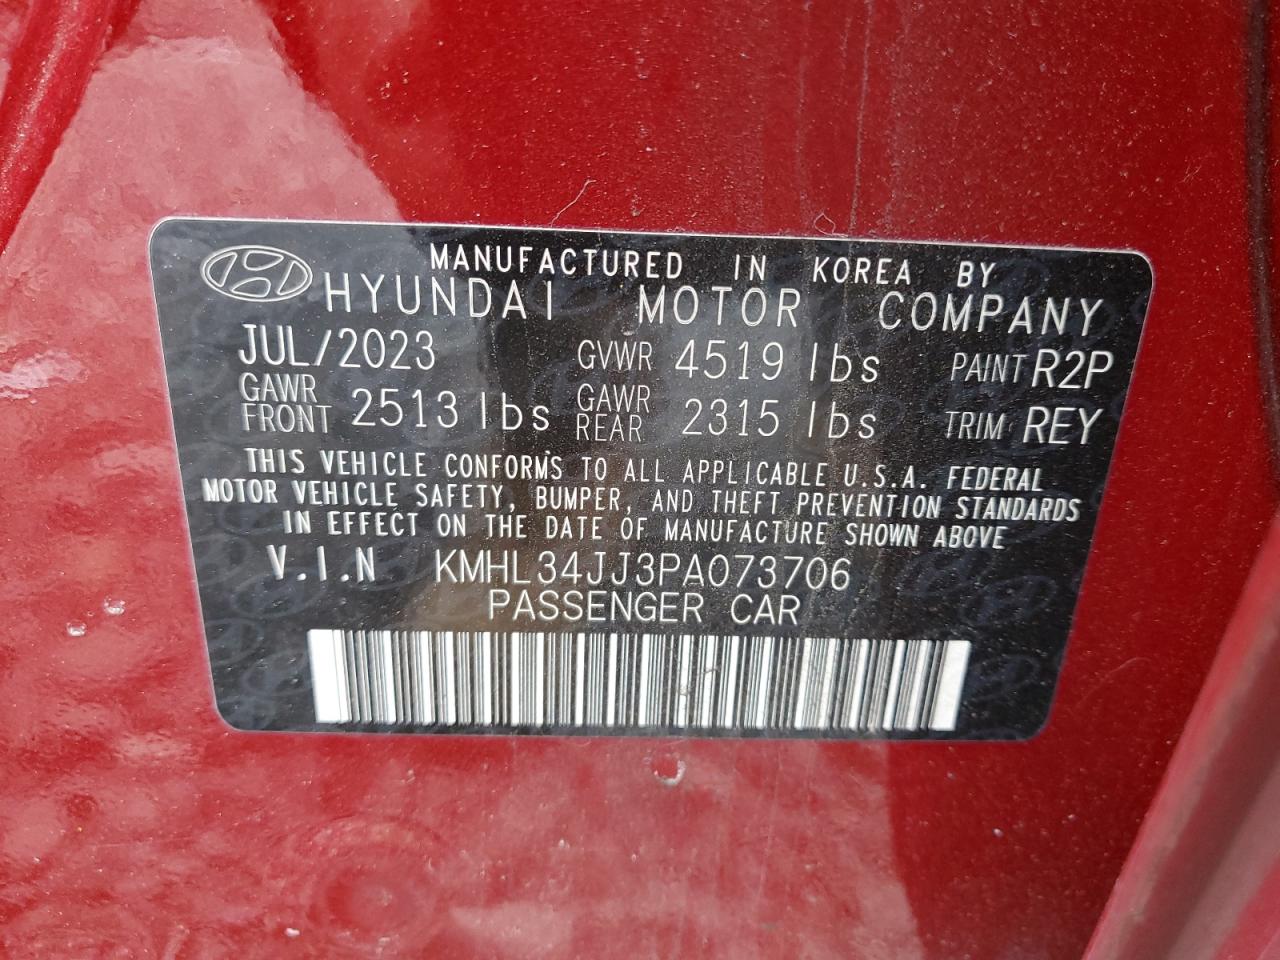 MANUFACTURED IN KOREA BY
HYUNDAI MOTOR COMPANY
JUL/2023 GVWR 4519 lbs PAINT R2P
GAWR FRONT 2513 lbs GAWR REAR 2315 lbs TRIM REY
THIS VEHICLE CONFORMS TO ALL APPLICABLE U.S.A. FEDERAL
MOTOR VEHICLE SAFETY, BUMPER, AND THEFT PREVENTION STANDARDS
IN EFFECT ON THE DATE OF MANUFACTURE SHOWN ABOVE
V.I.N KMHL34JJ3PA073706
PASSENGER CAR